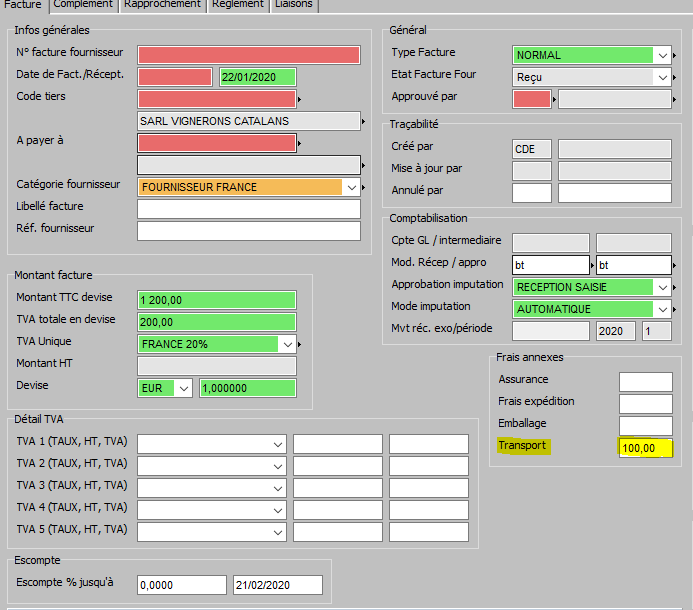 Facture Complément Rapprochement Règlement Liaisons
Infos générales
N° facture fournisseur
Date de Fact./Récept. 22/01/2020
Code tiers
SARL VIGNERONS CATALANS
A payer à
Catégorie fournisseur FOURNISSEUR FRANCE
Libellé facture
Réf. fournisseur
Général
Type Facture NORMAL
Etat Facture Four Reçu
Approuvé par
Traçabilité
Créé par CDE
Mise à jour par
Annulé par
Comptabilisation
Cpte GL / intermediaire
Mod. Récep / appro bt bt
Approbation imputation RECEPTION SAISIE
Mode imputation AUTOMATIQUE
Mvt réc. exo/période 2020 1
Montant facture
Montant TTC devise 1 200,00
TVA totale en devise 200,00
TVA Unique FRANCE 20%
Montant HT
Devise EUR 1,000000
Frais annexes
Assurance
Frais expédition
Emballage
Transport 100,00
Détail TVA
TVA 1 (TAUX, HT, TVA)
TVA 2 (TAUX, HT, TVA)
TVA 3 (TAUX, HT, TVA)
TVA 4 (TAUX, HT, TVA)
TVA 5 (TAUX, HT, TVA)
Escompte
Escompte % jusqu'à 0,0000 21/02/2020